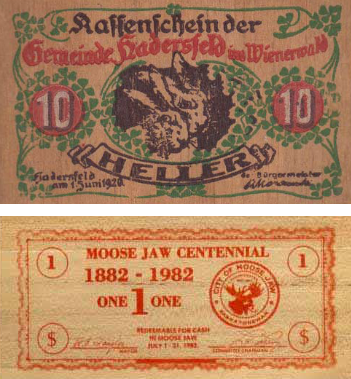 Kassenschein der
Gemeinde Hadersfeld im Wienerwald
10 10
HELLER
Hadersfeld
am 1. Juni 1920
Bürgermeister
MOOSE JAW CENTENNIAL
1 1
1882 - 1982
ONE 1 ONE
CITY OF MOOSE JAW
SASKATCHEWAN
REDEEMABLE FOR CASH
IN MOOSE JAW
JULY 1 - 31, 1982
$ $
MAYOR